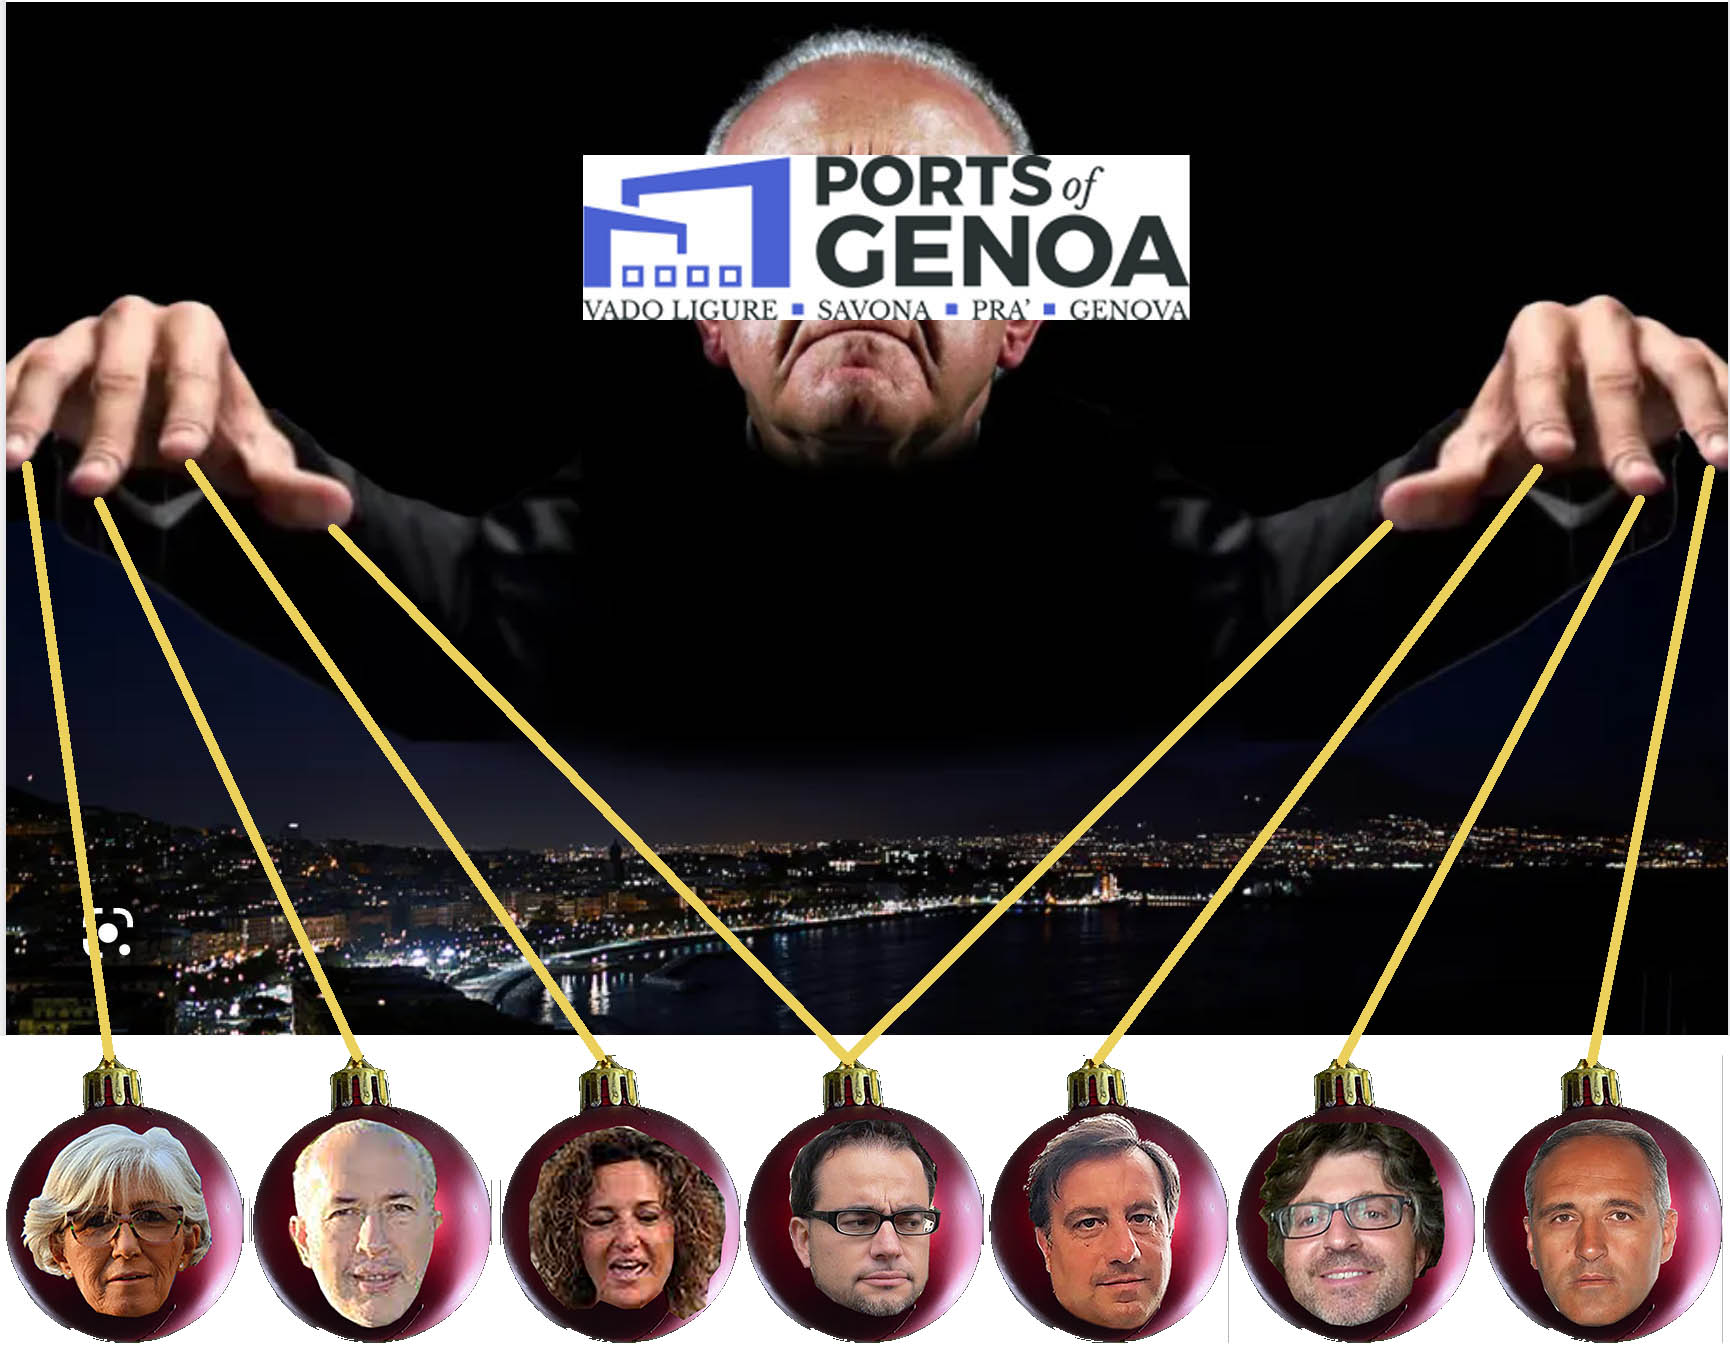 PORTS of
GENOA
VADO LIGURE ▪ SAVONA ▪ PRA' ▪ GENOVA